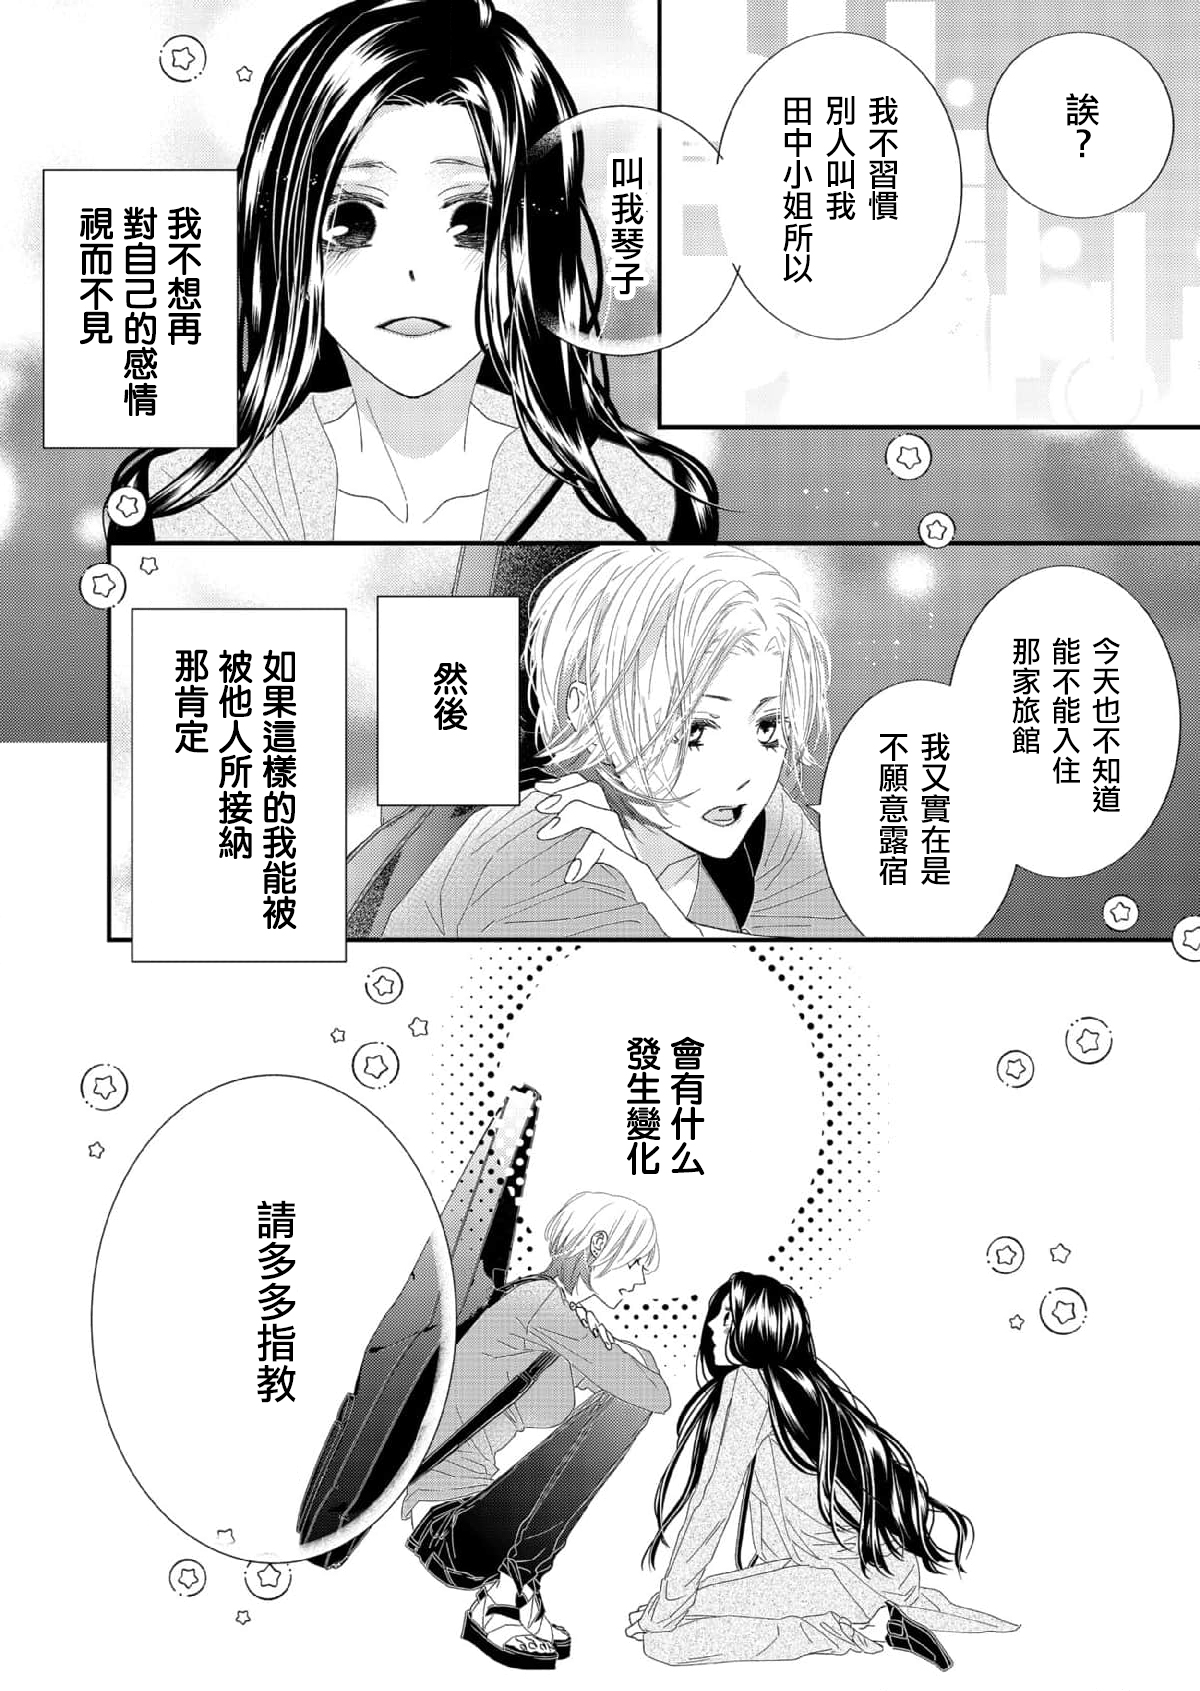 誒？
我不習慣
別人叫我
田中小姐所以
叫我琴子
我不想再
對自己的感情
視而不見
今天也不知道
能不能入住
那家旅館
我又實在是
不願意露宿
然後
如果這樣的我能被
被他人所接納
那肯定
會有什么
發生變化
請多多指教